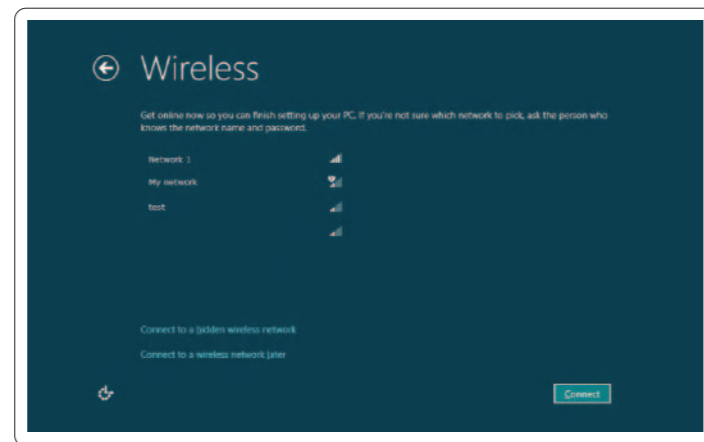 Wireless
Get online now so you can finish setting up your PC. If you're not sure which network to pick, ask the person who
knows the network name and password.
Network 1
My network
test
Connect to a hidden wireless network
Connect to a wireless network later
Connect